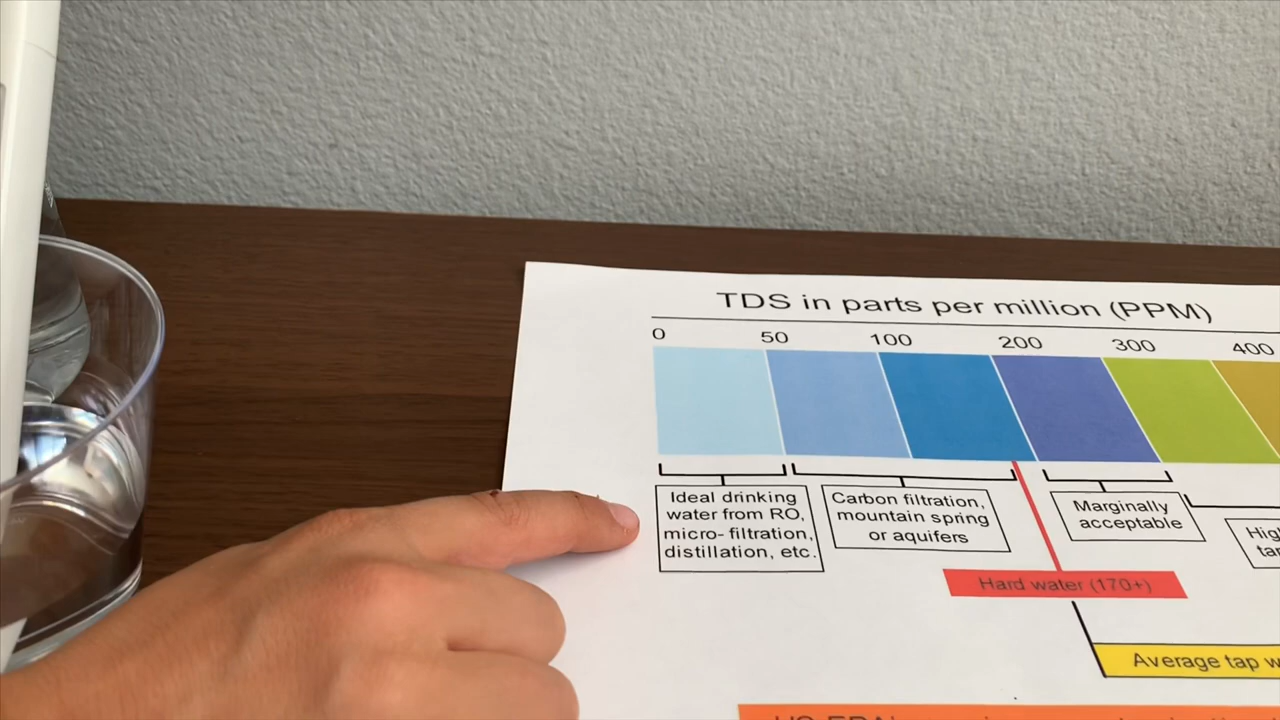 TDS in parts per million (PPM)
0 50 100 200 300 400
Ideal drinking
water from RO,
micro- filtration,
distillation, etc.
Carbon filtration,
mountain spring
or aquifers
Marginally
acceptable
Hard water (170+)
Average tap